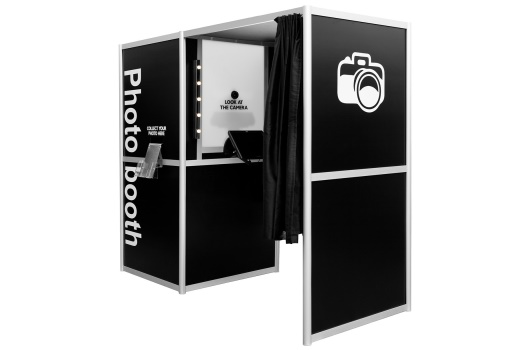 Photo booth
COLLECT YOUR
PHOTO HERE
LOOK AT
THE CAMERA